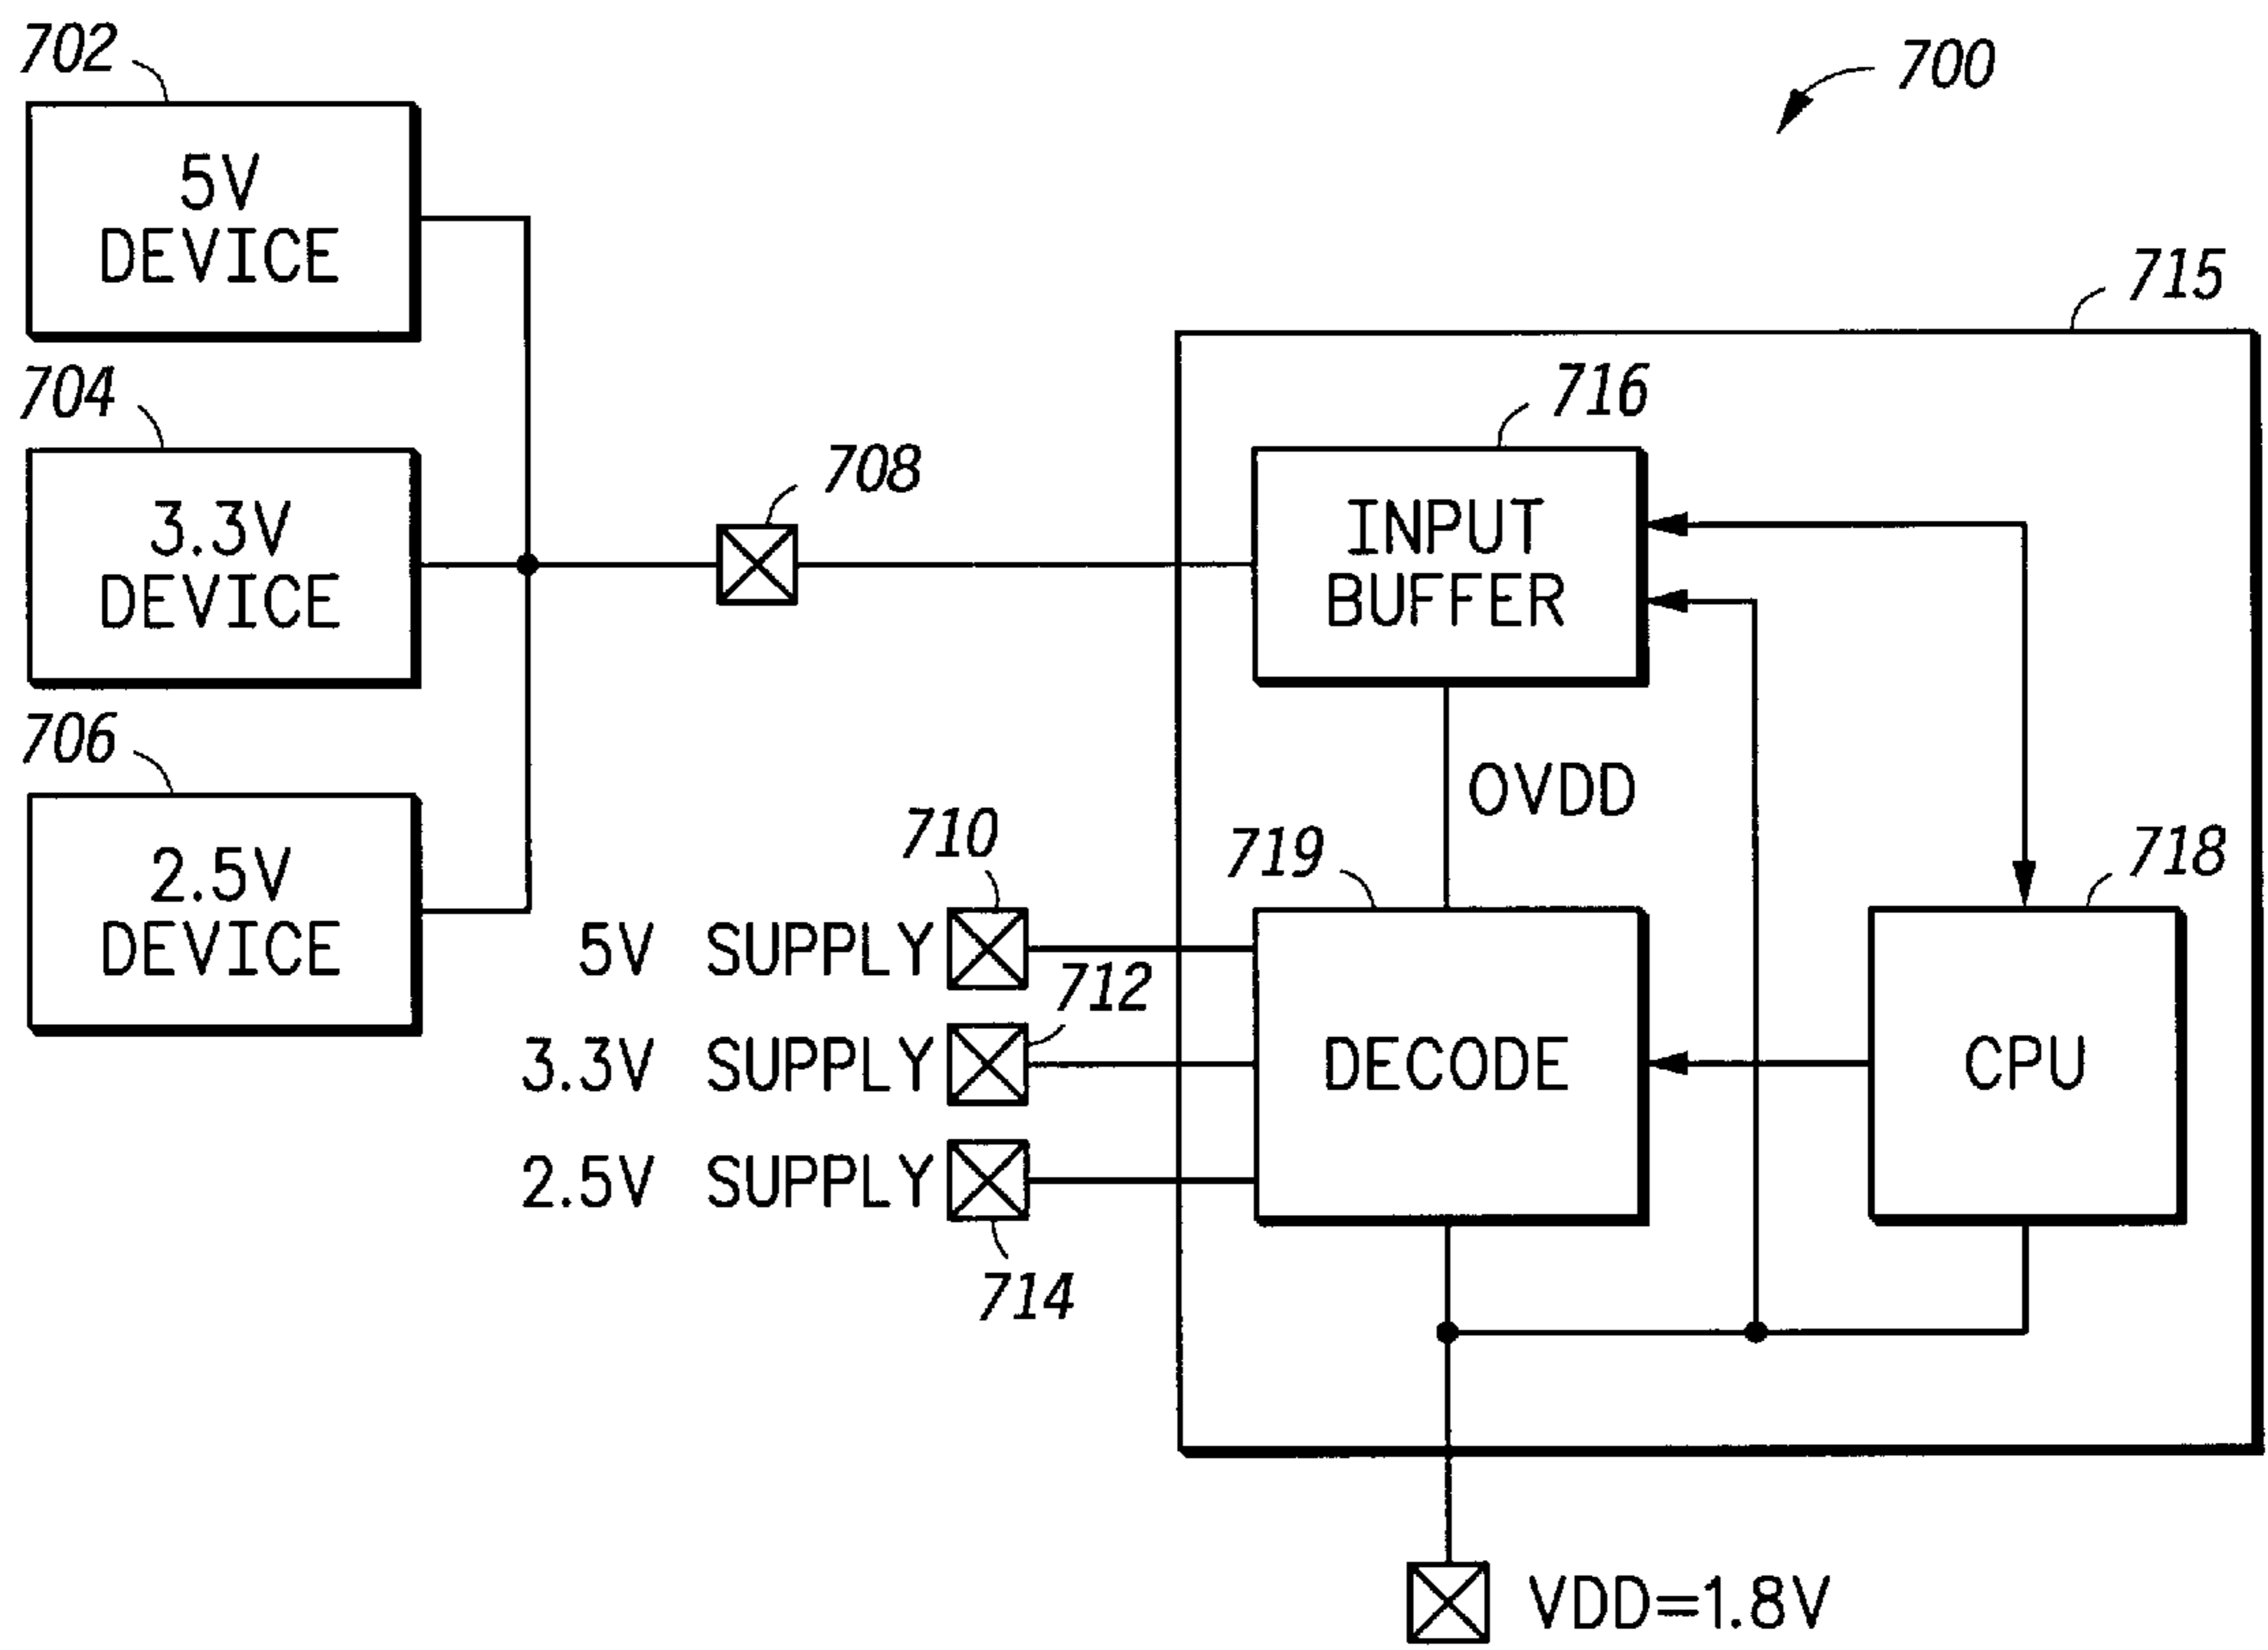 702
700
5V
DEVICE
715
704
716
3.3V
DEVICE
708
INPUT
BUFFER
706
OVDD
2.5V
DEVICE
710
719
718
5V SUPPLY
712
3.3V SUPPLY
DECODE
CPU
2.5V SUPPLY
714
VDD=1.8V